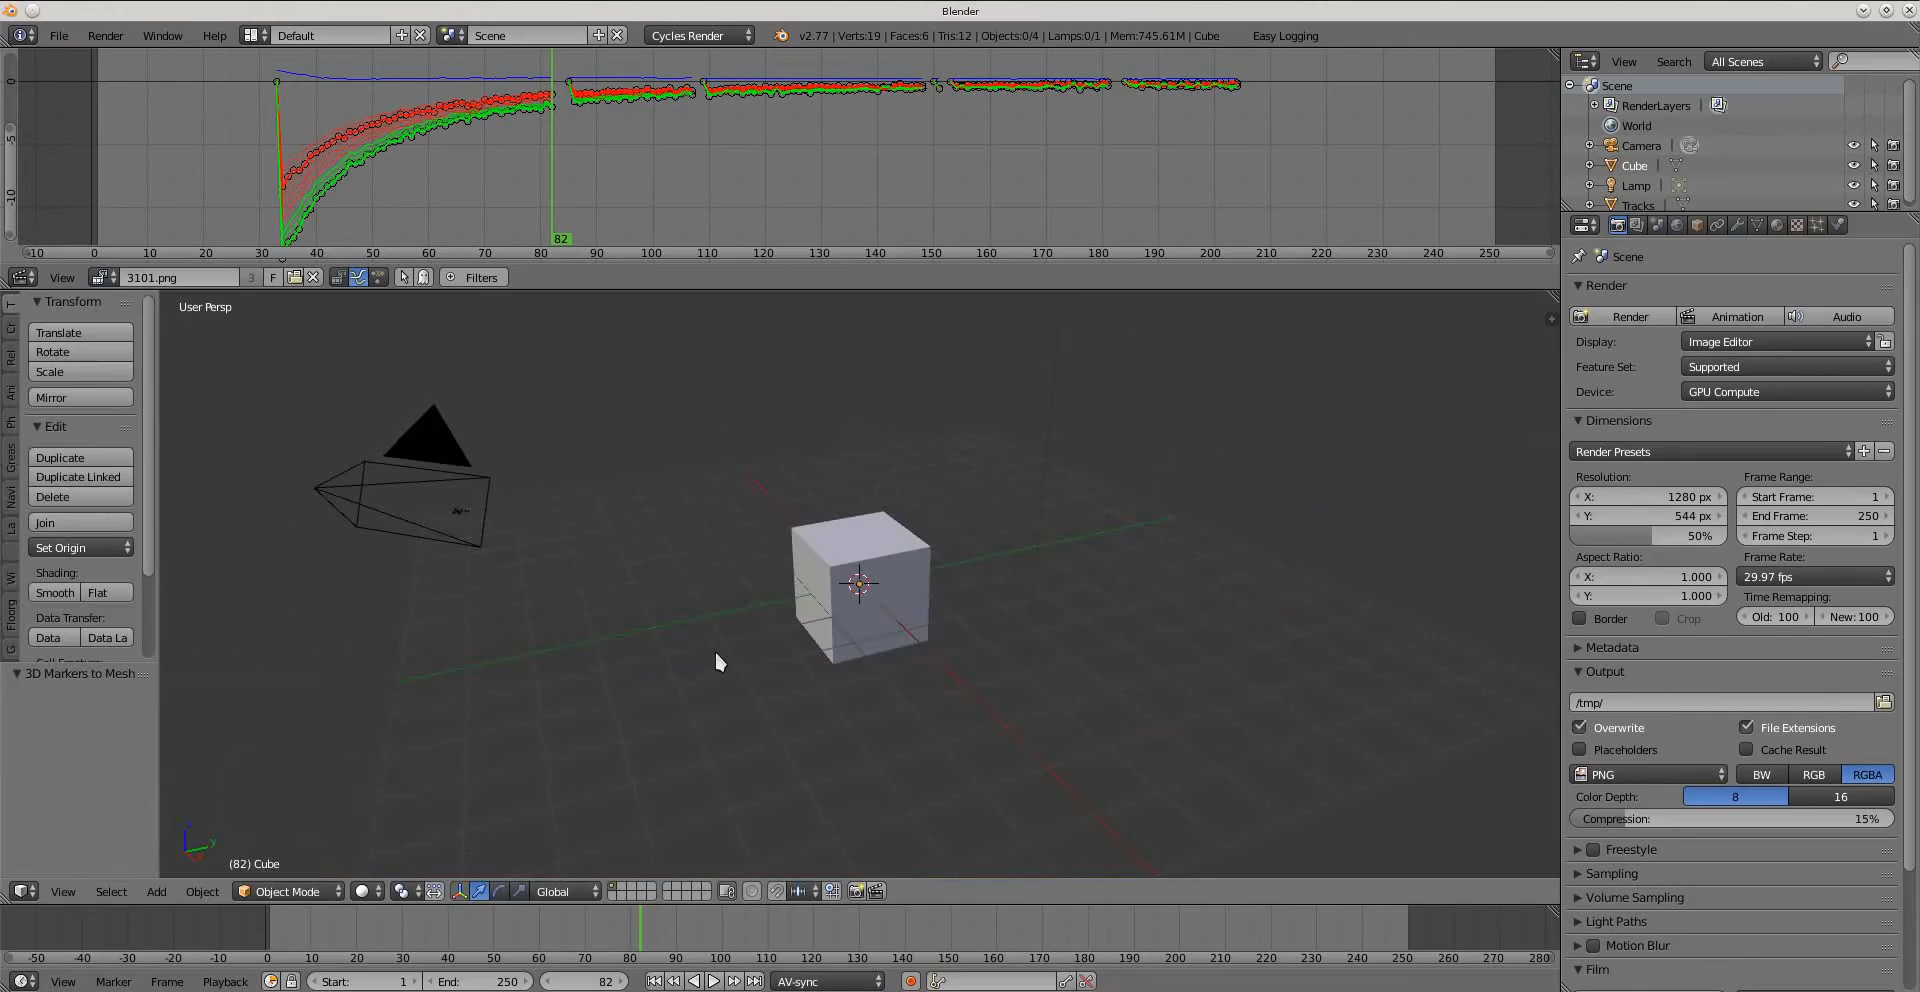 Blender
File Render Window Help Default Scene Cycles Render v2.77 | Verts:19 | Faces:6 | Tris:12 | Objects:0/4 | Lamps:0/1 | Mem:745.61M | Cube Easy Logging
0
-5
-10
82
-10 0 10 20 30 40 50 60 70 80 90 100 110 120 130 140 150 160 170 180 190 200 210 220 230 240 250
View 3101.png 3 F Filters
T
Cr
Rel
Ani
Ph
Greas
Navi
La
Wi
Floorg
G
Transform
Translate
Rotate
Scale
Mirror
Edit
Duplicate
Duplicate Linked
Delete
Join
Set Origin
Shading:
Smooth Flat
Data Transfer:
Data Data La
3D Markers to Mesh
User Persp
(82) Cube
View Select Add Object Object Mode Global
-50 -40 -30 -20 -10 0 10 20 30 40 50 60 70 80 90 100 110 120 130 140 150 160 170 180 190 200 210 220 230 240 250 260 270 280
View Marker Frame Playback Start: 1 End: 250 82 AV-sync
View Search All Scenes
Scene
RenderLayers |
World
Camera |
Cube |
Lamp |
Tracks |
Scene
Render
Render Animation Audio
Display: Image Editor
Feature Set: Supported
Device: GPU Compute
Dimensions
Render Presets
Resolution: Frame Range:
X: 1280 px Start Frame: 1
Y: 544 px End Frame: 250
50% Frame Step: 1
Aspect Ratio: Frame Rate:
X: 1.000 29.97 fps
Y: 1.000 Time Remapping:
Border Crop Old: 100 New: 100
Metadata
Output
/tmp/
Overwrite File Extensions
Placeholders Cache Result
PNG BW RGB RGBA
Color Depth: 8 16
Compression: 15%
Freestyle
Sampling
Volume Sampling
Light Paths
Motion Blur
Film